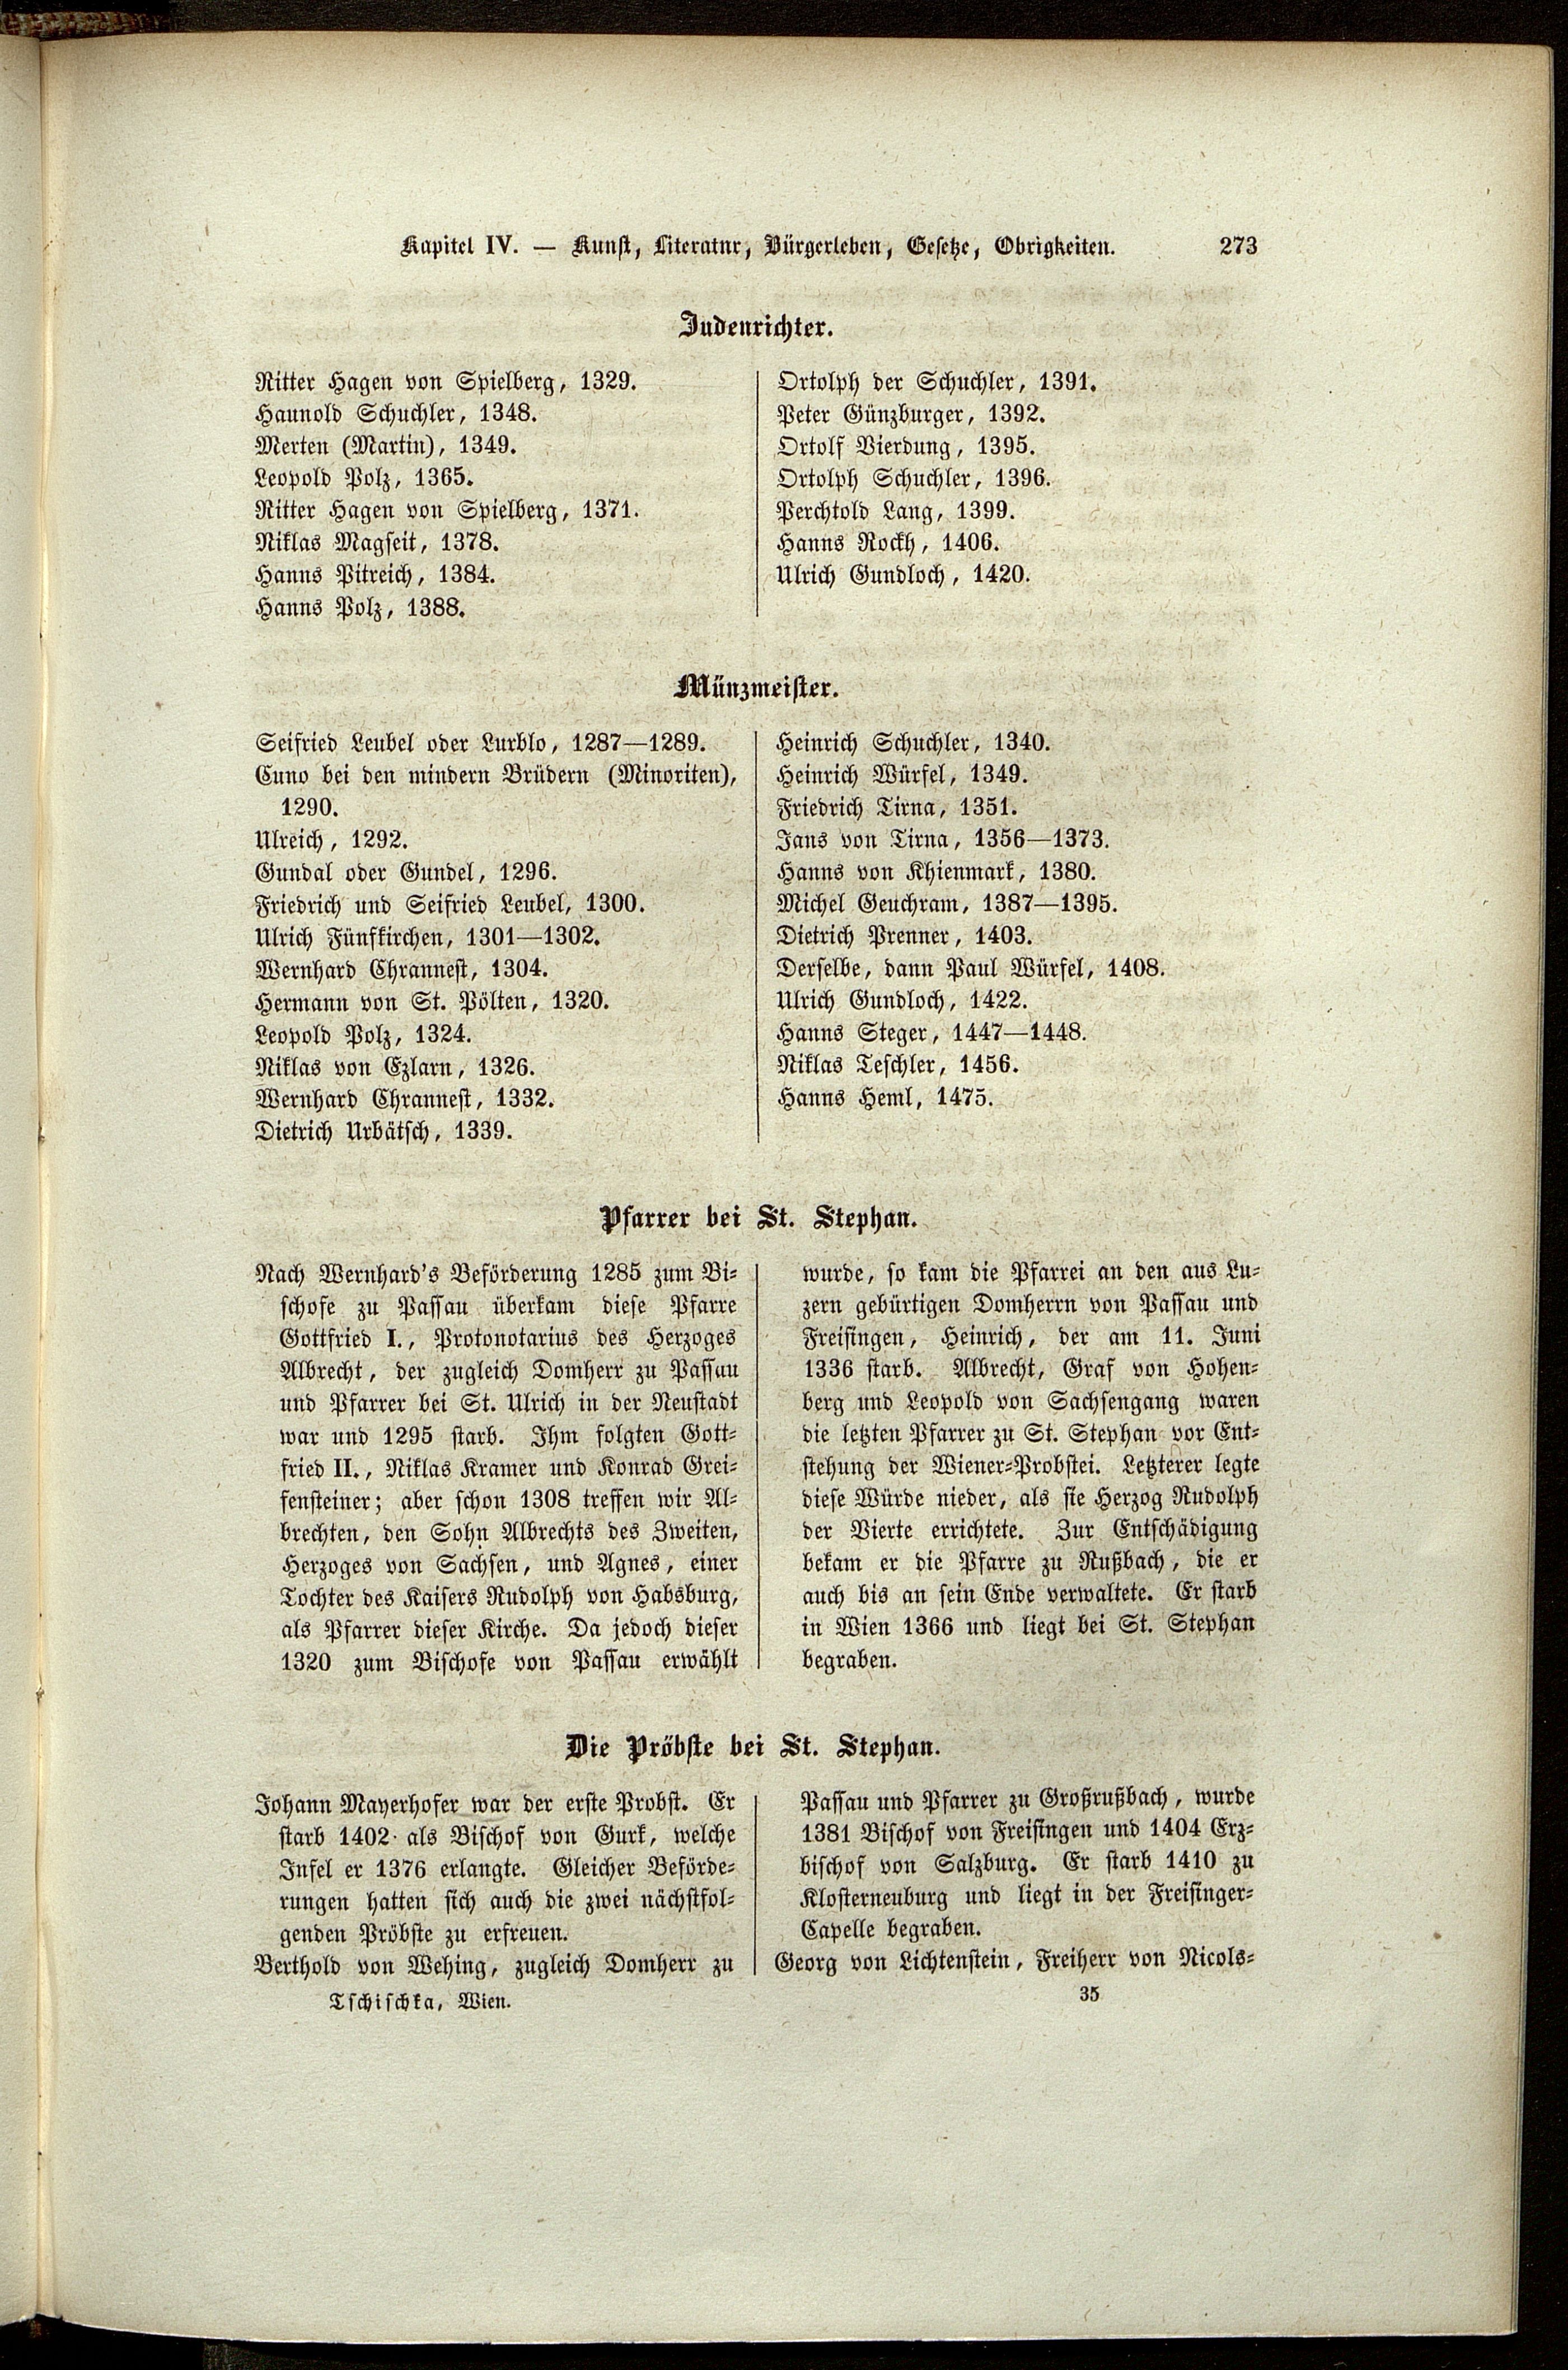 Kapitel IV. — Kunst, Literatur, Bürgerleben, Gesetze, Obrigkeiten. 273
Judenrichter.
Ritter Hagen von Spielberg, 1329.
Haunold Schuchler, 1348.
Merten (Martin), 1349.
Leopold Polz, 1365.
Ritter Hagen von Spielberg, 1371.
Niklas Magseit, 1378.
Hanns Pitreich, 1384.
Hanns Polz, 1388.
Ortolph der Schuchler, 1391.
Peter Günzburger, 1392.
Ortolf Vierdung, 1395.
Ortolph Schuchler, 1396.
Perchtold Lang, 1399.
Hanns Rockh, 1406.
Ulrich Gundloch, 1420.
Münzmeister.
Seifried Leubel oder Lurblo, 1287—1289.
Cuno bei den mindern Brüdern (Minoriten),
1290.
Ulreich, 1292.
Gundal oder Gundel, 1296.
Friedrich und Seifried Leubel, 1300.
Ulrich Fünfkirchen, 1301—1302.
Wernhard Chrannest, 1304.
Hermann von St. Pölten, 1320.
Leopold Polz, 1324.
Niklas von Ezlarn, 1326.
Wernhard Chrannest, 1332.
Dietrich Urbätsch, 1339.
Heinrich Schuchler, 1340.
Heinrich Würfel, 1349.
Friedrich Tirna, 1351.
Jans von Tirna, 1356—1373.
Hanns von Khienmark, 1380.
Michel Geuchram, 1387—1395.
Dietrich Prenner, 1403.
Derselbe, dann Paul Würfel, 1408.
Ulrich Gundloch, 1422.
Hanns Steger, 1447—1448.
Niklas Teschler, 1456.
Hanns Heml, 1475.
Pfarrer bei St. Stephan.
Nach Wernhard's Beförderung 1285 zum Bi-
schofe zu Passau überkam diese Pfarre
Gottfried I., Protonotarius des Herzoges
Albrecht, der zugleich Domherr zu Passau
und Pfarrer bei St. Ulrich in der Neustadt
war und 1295 starb. Ihm folgten Gott-
fried II., Niklas Kramer und Konrad Grei-
fensteiner; aber schon 1308 treffen wir Al-
brechten, den Sohn Albrechts des Zweiten,
Herzoges von Sachsen, und Agnes, einer
Tochter des Kaisers Rudolph von Habsburg,
als Pfarrer dieser Kirche. Da jedoch dieser
1320 zum Bischofe von Passau erwählt
wurde, so kam die Pfarrei an den aus Lu-
zern gebürtigen Domherrn von Passau und
Freisingen, Heinrich, der am 11. Juni
1336 starb. Albrecht, Graf von Hohen-
berg und Leopold von Sachsengang waren
die letzten Pfarrer zu St. Stephan vor Ent-
stehung der Wiener-Probstei. Letzterer legte
diese Würde nieder, als sie Herzog Rudolph
der Vierte errichtete. Zur Entschädigung
bekam er die Pfarre zu Rußbach, die er
auch bis an sein Ende verwaltete. Er starb
in Wien 1366 und liegt bei St. Stephan
begraben.
Die Pröbste bei St. Stephan.
Johann Mayerhofer war der erste Probst. Er
starb 1402 als Bischof von Gurk, welche
Infel er 1376 erlangte. Gleicher Beförde-
rungen hatten sich auch die zwei nächstfol-
genden Pröbste zu erfreuen.
Berthold von Wehing, zugleich Domherr zu
Passau und Pfarrer zu Großrußbach, wurde
1381 Bischof von Freisingen und 1404 Erz-
bischof von Salzburg. Er starb 1410 zu
Klosterneuburg und liegt in der Freisinger-
Capelle begraben.
Georg von Lichtenstein, Freiherr von Nicols-
Tschischka, Wien. 35